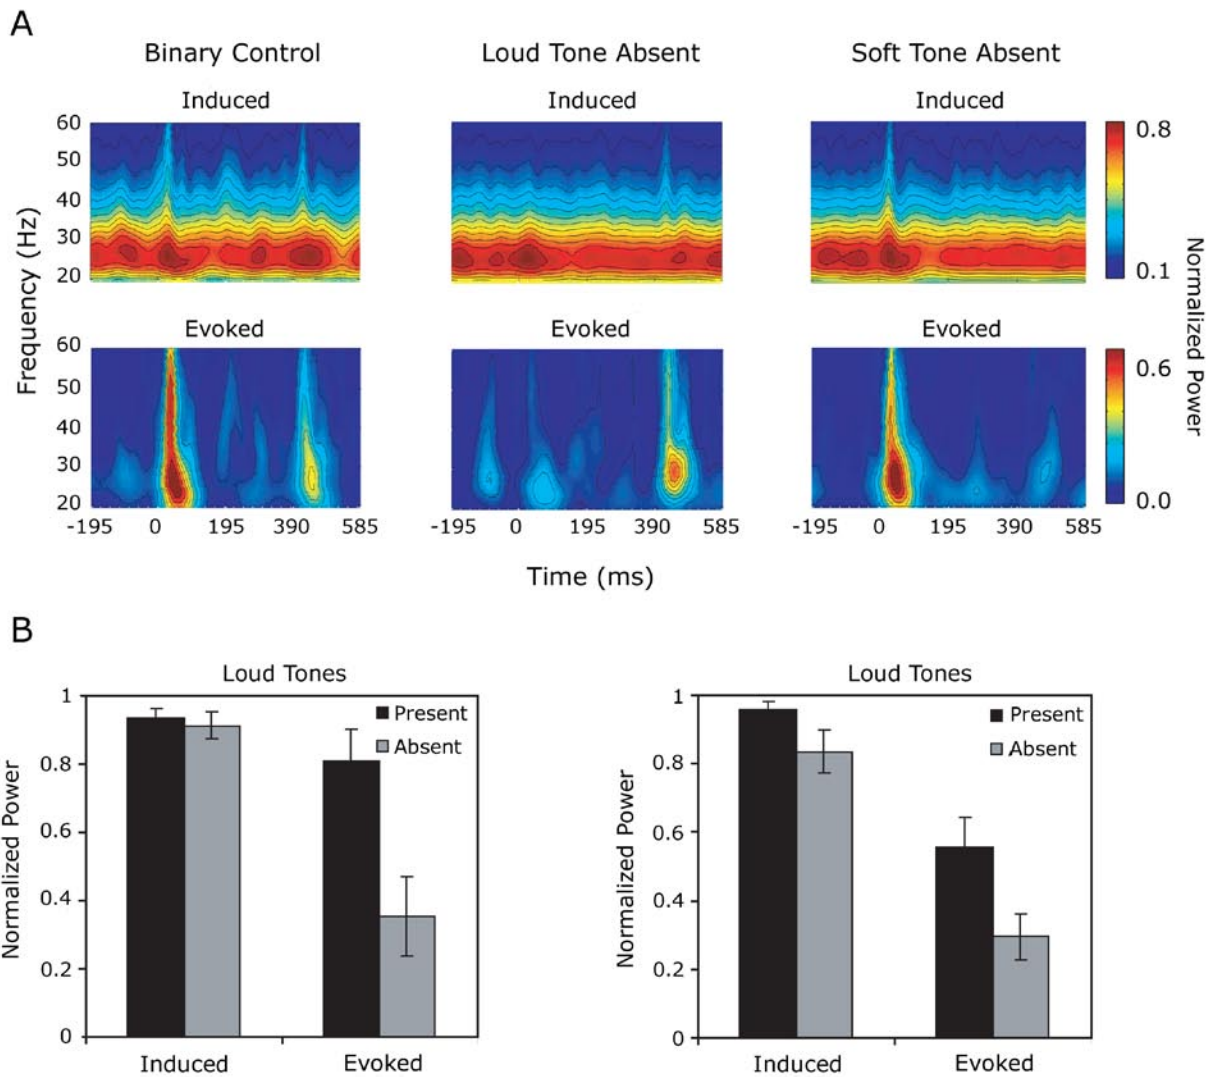 A
Binary Control Loud Tone Absent Soft Tone Absent
Induced Induced Induced
60
50
40
30
20
0.8
0.1
Frequency (Hz)
Normalized Power
Evoked Evoked Evoked
60
50
40
30
20
0.6
0.0
-195 0 195 390 585 -195 0 195 390 585 -195 0 195 390 585
Time (ms)
B
Loud Tones
Normalized Power
1
0.8
0.6
0.4
0.2
0
Present
Absent
Induced Evoked
Loud Tones
Normalized Power
1
0.8
0.6
0.4
0.2
0
Present
Absent
Induced Evoked